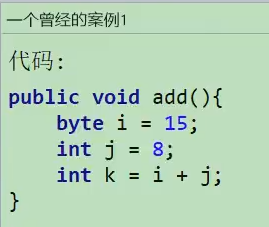 一个曾经的案例1
代码:
public void add(){
    byte i = 15;
    int j = 8;
    int k = i + j;
}